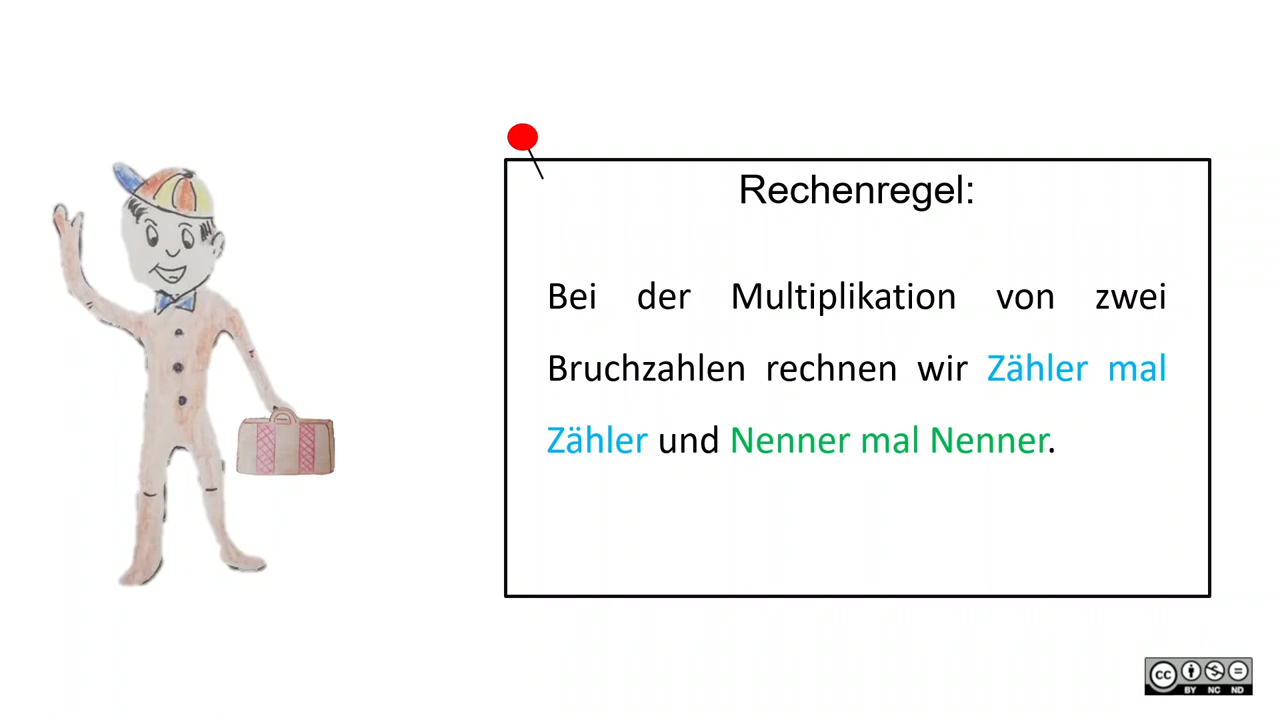 Rechenregel:
Bei der Multiplikation von zwei
Bruchzahlen rechnen wir Zähler mal
Zähler und Nenner mal Nenner.
cc
BY NC ND